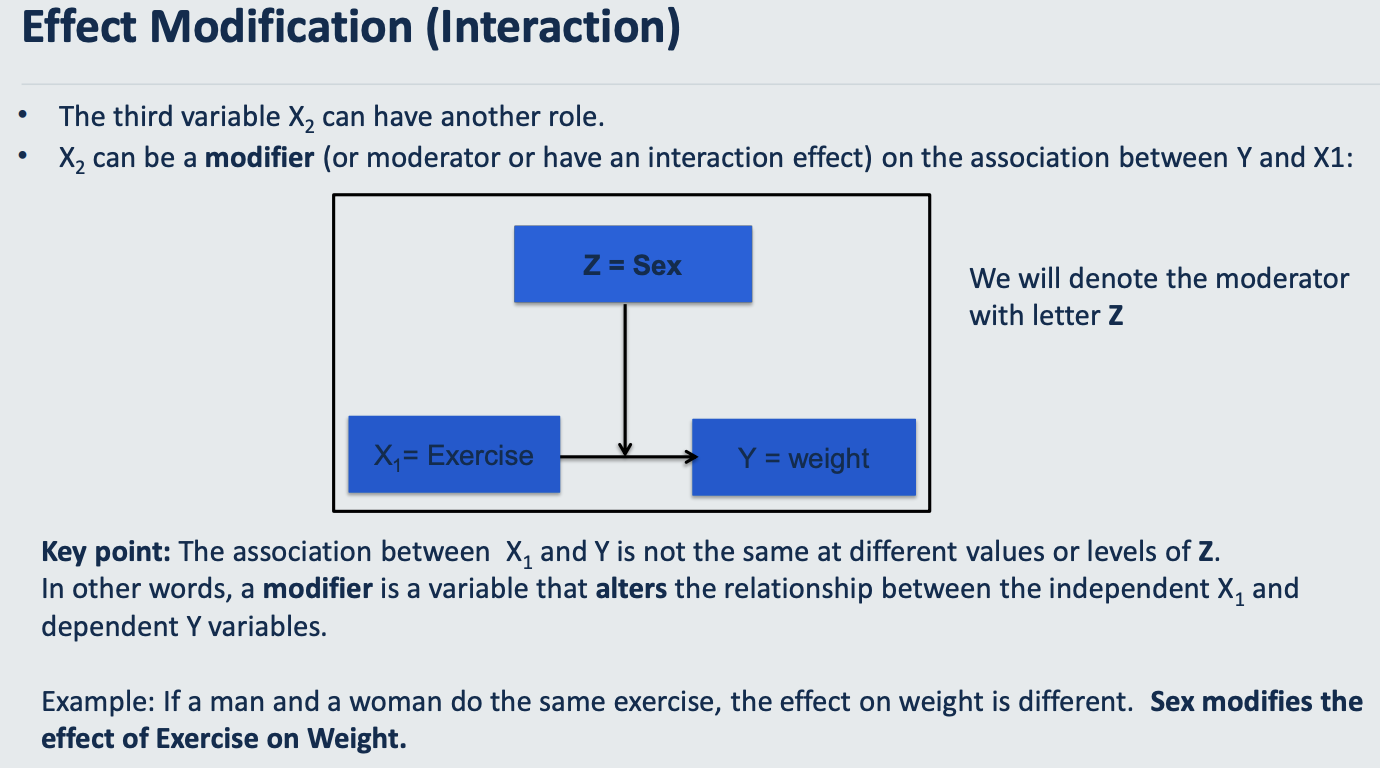 Effect Modification (Interaction)
• The third variable X₂ can have another role.
• X₂ can be a modifier (or moderator or have an interaction effect) on the association between Y and X1:
Z = Sex
We will denote the moderator
with letter Z
X₁= Exercise
Y = weight
Key point: The association between X₁ and Y is not the same at different values or levels of Z.
In other words, a modifier is a variable that alters the relationship between the independent X₁ and
dependent Y variables.
Example: If a man and a woman do the same exercise, the effect on weight is different. Sex modifies the
effect of Exercise on Weight.